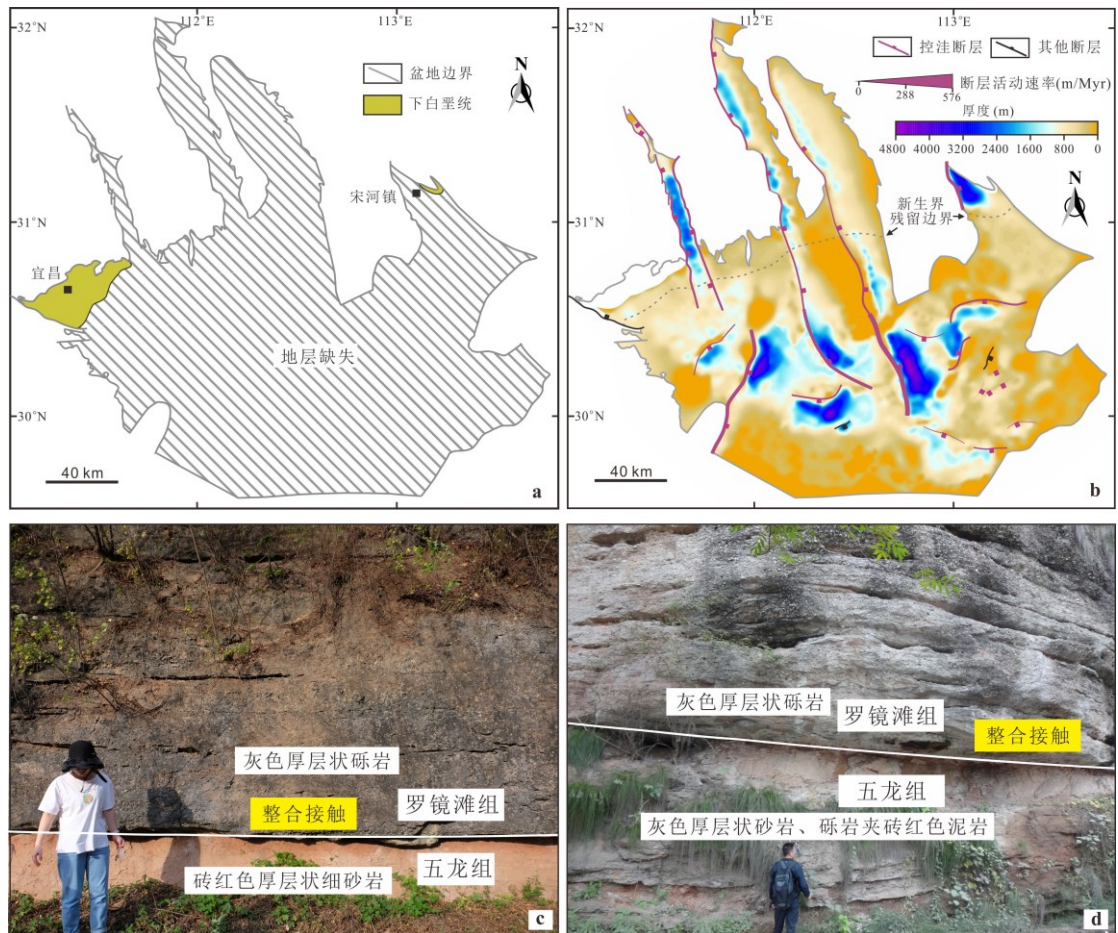 112°E
113°E
32°N
31°N
30°N
N
盆地边界
下白垩统
宋河镇
宜昌
地层缺失
40 km
a
112°E
113°E
32°N
31°N
30°N
控洼断层
其他断层
断层活动速率(m/Myr)
0
288
576
厚度(m)
4800 4000 3200 2400 1600 0
N
新生界
残留边界
40 km
b
灰色厚层状砾岩
罗镜滩组
整合接触
五龙组
砖红色厚层状细砂岩
c
灰色厚层状砾岩
罗镜滩组
整合接触
五龙组
灰色厚层状砂岩、砾岩夹砖红色泥岩
d